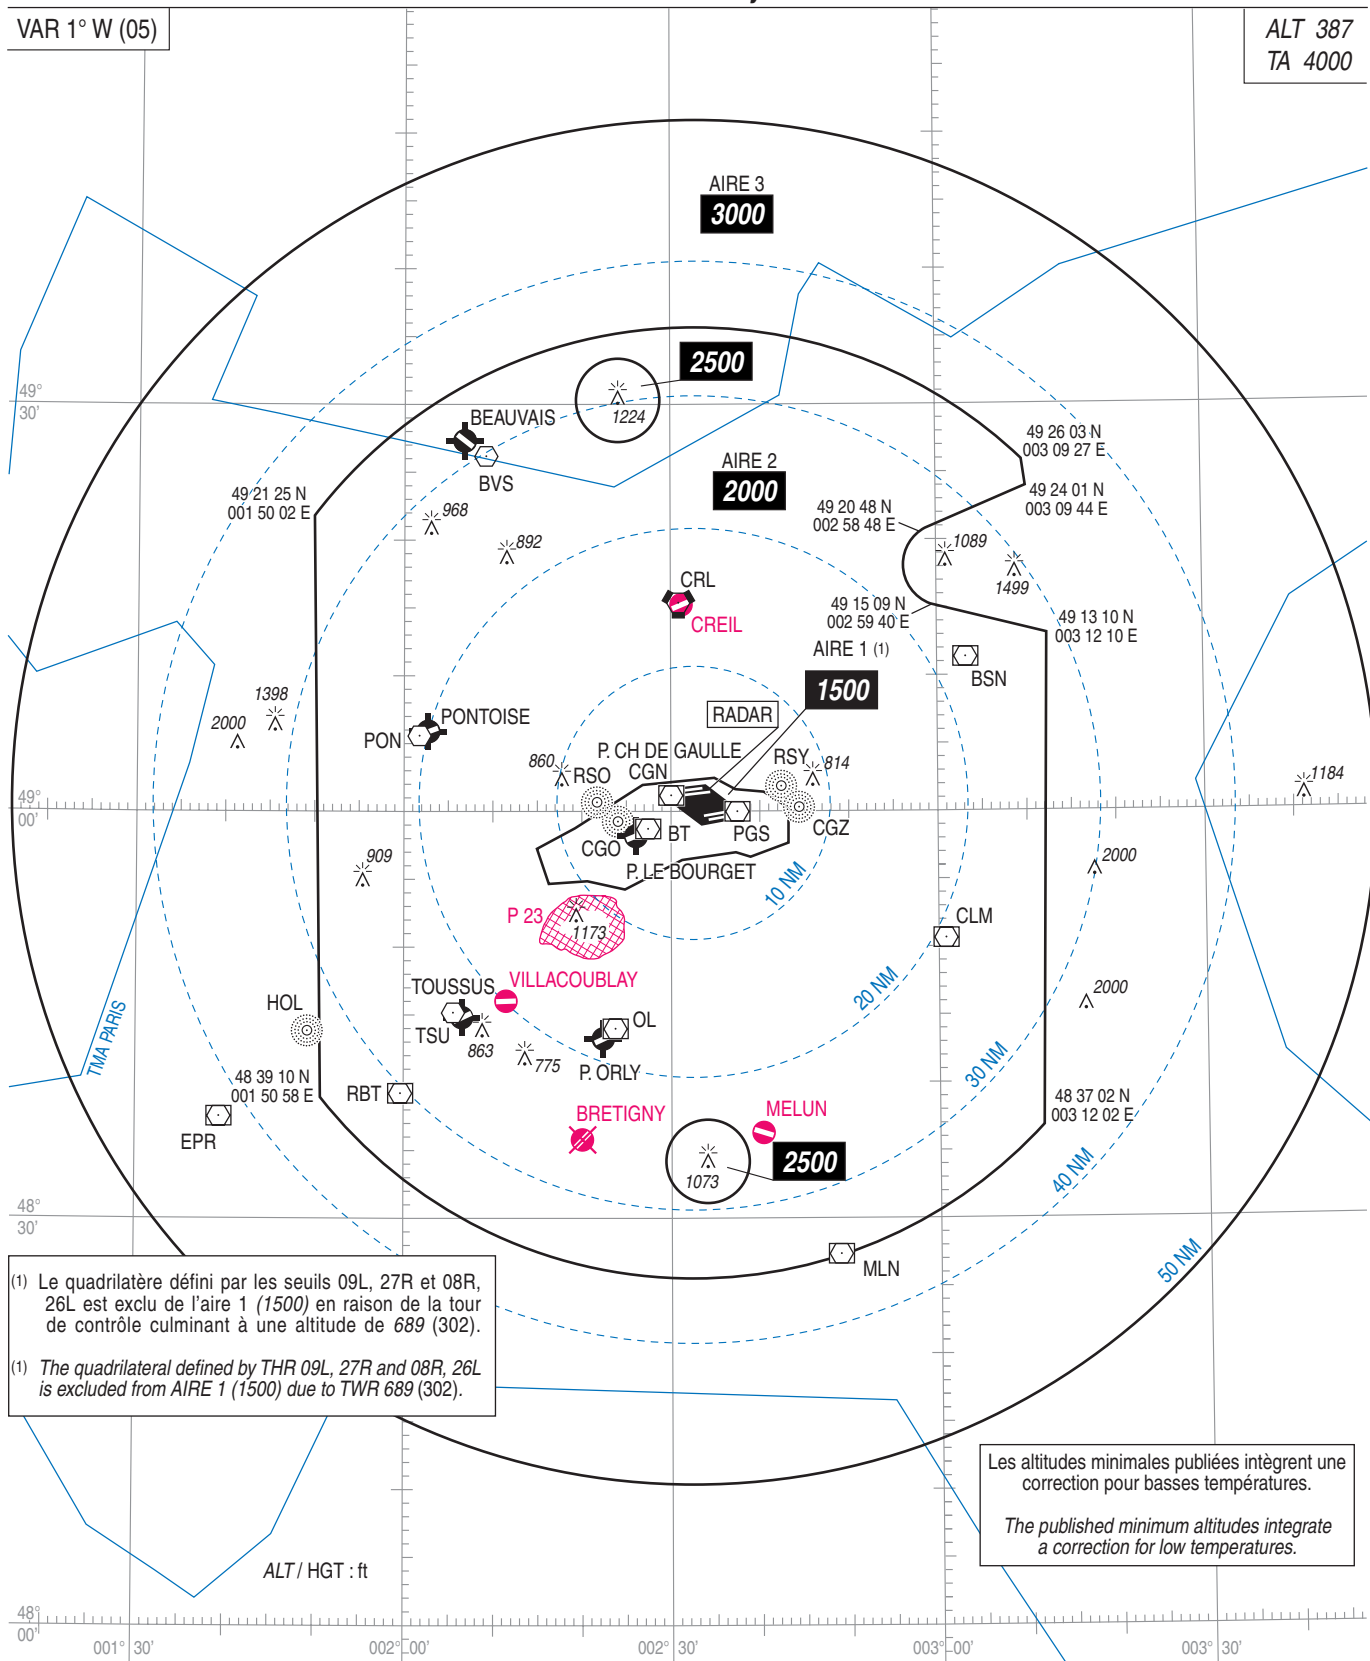 VAR 1° W (05)
ALT 387
TA 4000
AIRE 3
3000
2500
49°
30'
1224
BEAUVAIS
BVS
49 26 03 N
003 09 27 E
AIRE 2
2000
49 21 25 N
001 50 02 E
49 24 01 N
003 09 44 E
49 20 48 N
002 58 48 E
968
892
1089
1499
CRL
CREIL
49 15 09 N
002 59 40 E
49 13 10 N
003 12 10 E
AIRE 1 (1)
1500
BSN
1398
2000
PONTOISE
PON
RADAR
P. CH DE GAULLE
860
RSO
CGN
RSY
814
1184
49°
00'
CGO
BT
PGS
CGZ
P. LE BOURGET
909
10 NM
2000
P 23
1173
CLM
VILLACOUBLAY
20 NM
2000
TOUSSUS
HOL
TSU
863
775
OL
P. ORLY
TMA PARIS
30 NM
48 39 10 N
001 50 58 E
RBT
48 37 02 N
003 12 02 E
EPR
BRETIGNY
MELUN
1073
2500
40 NM
48°
30'
MLN
50 NM
(1) Le quadrilatère défini par les seuils 09L, 27R et 08R,
26L est exclu de l'aire 1 (1500) en raison de la tour
de contrôle culminant à une altitude de 689 (302).
(1) The quadrilateral defined by THR 09L, 27R and 08R, 26L
is excluded from AIRE 1 (1500) due to TWR 689 (302).
Les altitudes minimales publiées intègrent une
correction pour basses températures.
The published minimum altitudes integrate
a correction for low temperatures.
ALT / HGT : ft
48°
00'
001° 30'
002° 00'
002° 30'
003° 00'
003° 30'